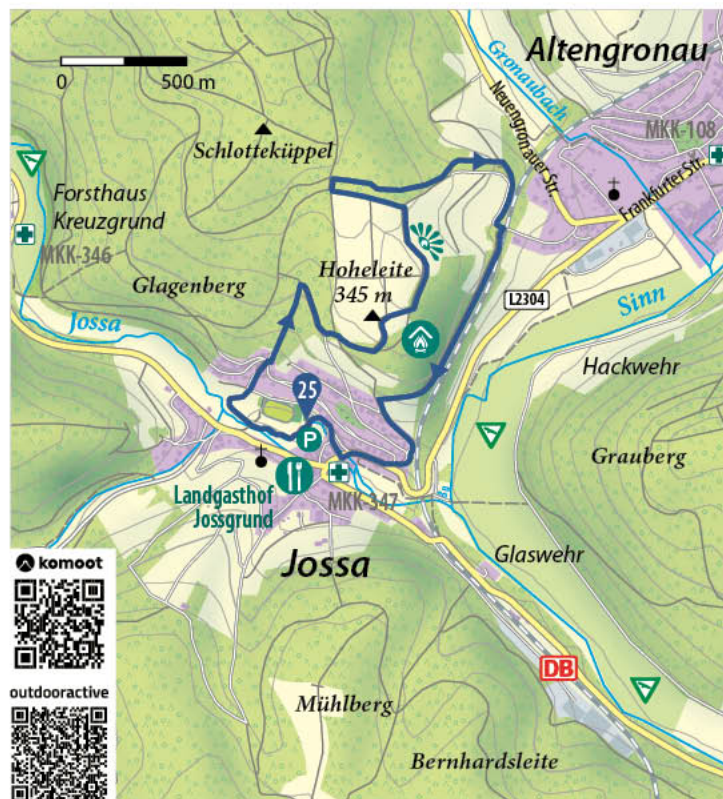 Altengronau
Gronaubach
Neuengronauer Str.
MKK-108
Frankfurter Str.
0 500 m
Schlotteküppel
Forsthaus
Kreuzgrund
MKK-346
Glagenberg
Hoheleite
345 m
L2304
Sinn
Jossa
Hackwehr
25
P
Grauberg
Landgasthof
Jossgrund
MKK-347
Jossa
Glaswehr
komoot
DB
outdooractive
Mühlberg
Bernhardsleite